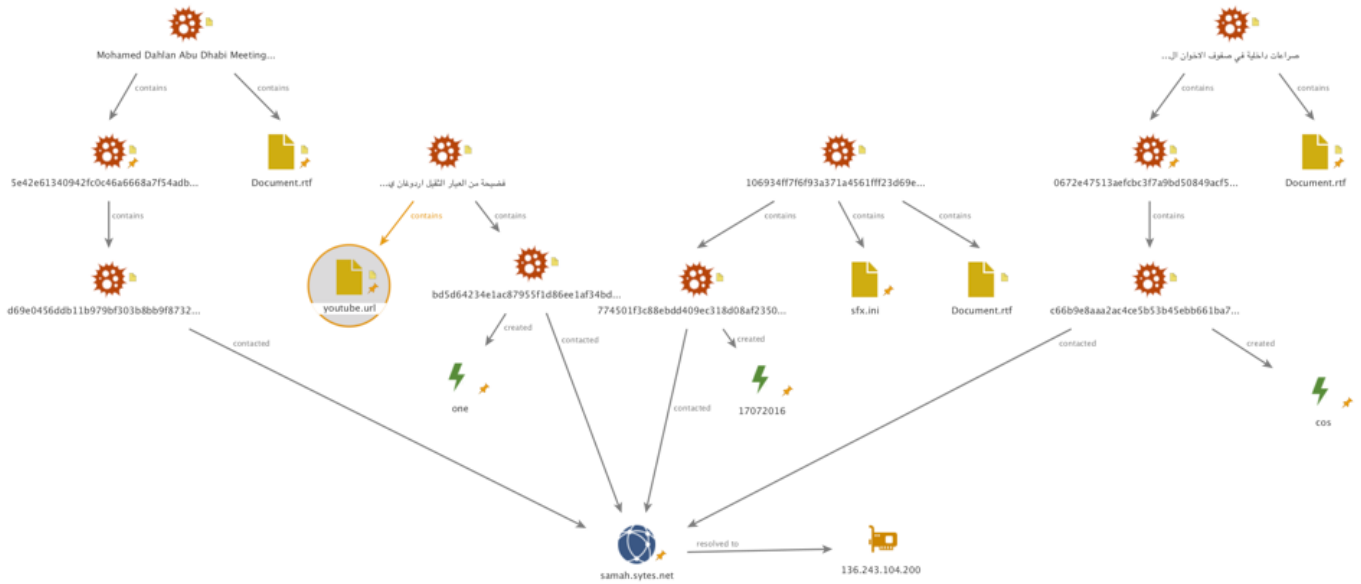 Mohamed Dahlan Abu Dhabi Meeting...
صراعات داخلية في صفوف الاخوان ال...
contains
contains
contains
contains
5e42e61340942fc0c46a6668a7f54adb...
Document.rtf
فضيحة من العيار الثقيل اردوغان ي...
106934ff7f6f93a371a4561fff23d69e...
0672e47513aefcbc3f7a9bd50849acf5...
Document.rtf
contains
contains
contains
contains
contains
contains
contains
d69e0456ddb11b979bf303b8bb9f8732...
youtube.url
bd5d64234e1ac87955f1d86ee1af34bd...
774501f3c88ebdd409ec318d08af2350...
sfx.ini
Document.rtf
c66b9e8aaa2ac4ce5b53b45ebb661ba7...
contacted
created
contacted
created
contacted
created
one
contacted
17072016
cos
samah.sytes.net
resolved to
136.243.104.200